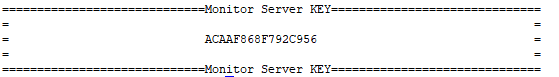 =============================Monitor Server KEY==============================
=                                                                           =
=                            ACAAF868F792C956                               =
=                                                                           =
=============================Monitor Server KEY==============================